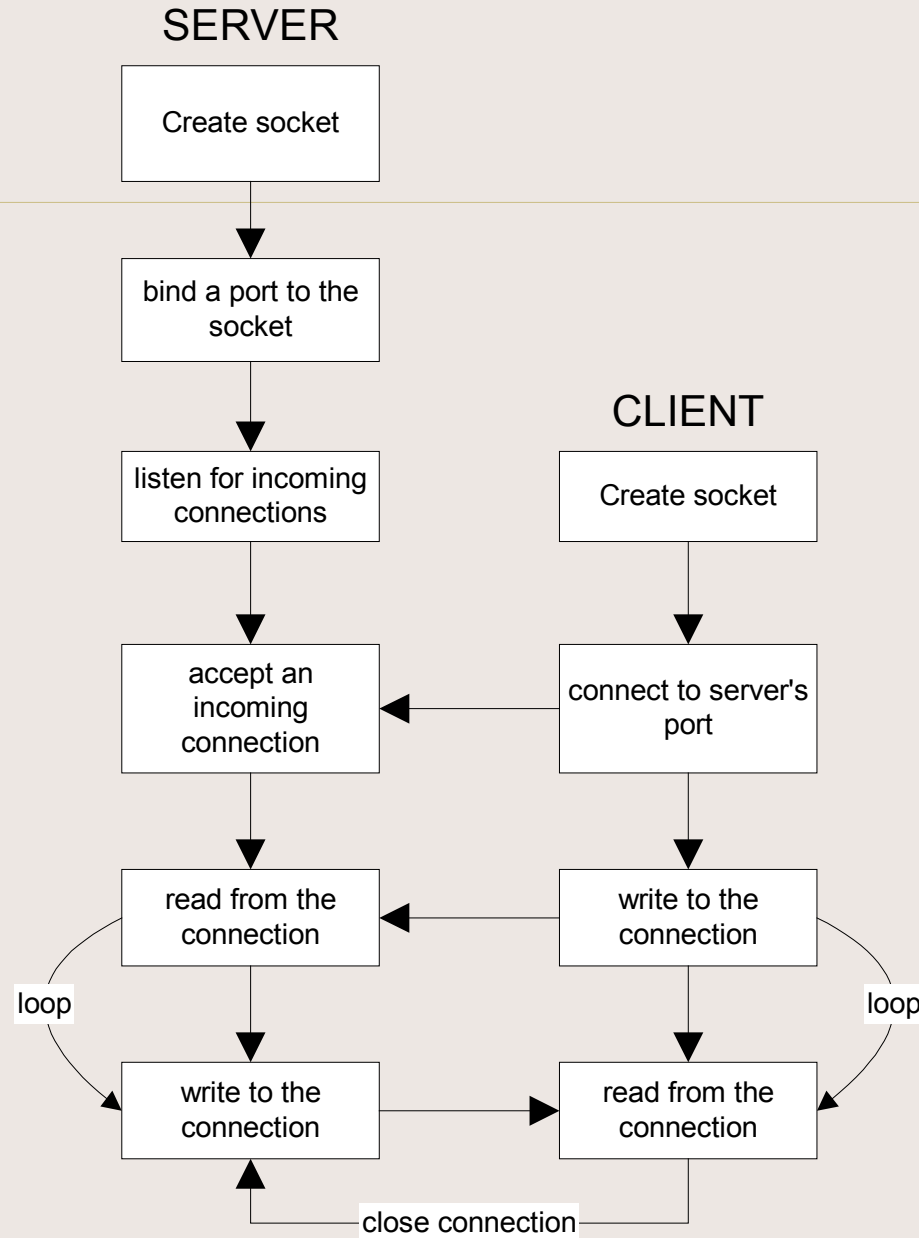 SERVER
Create socket
bind a port to the
socket
listen for incoming
connections
accept an
incoming
connection
read from the
connection
loop
write to the
connection
CLIENT
Create socket
connect to server's
port
write to the
connection
loop
read from the
connection
close connection